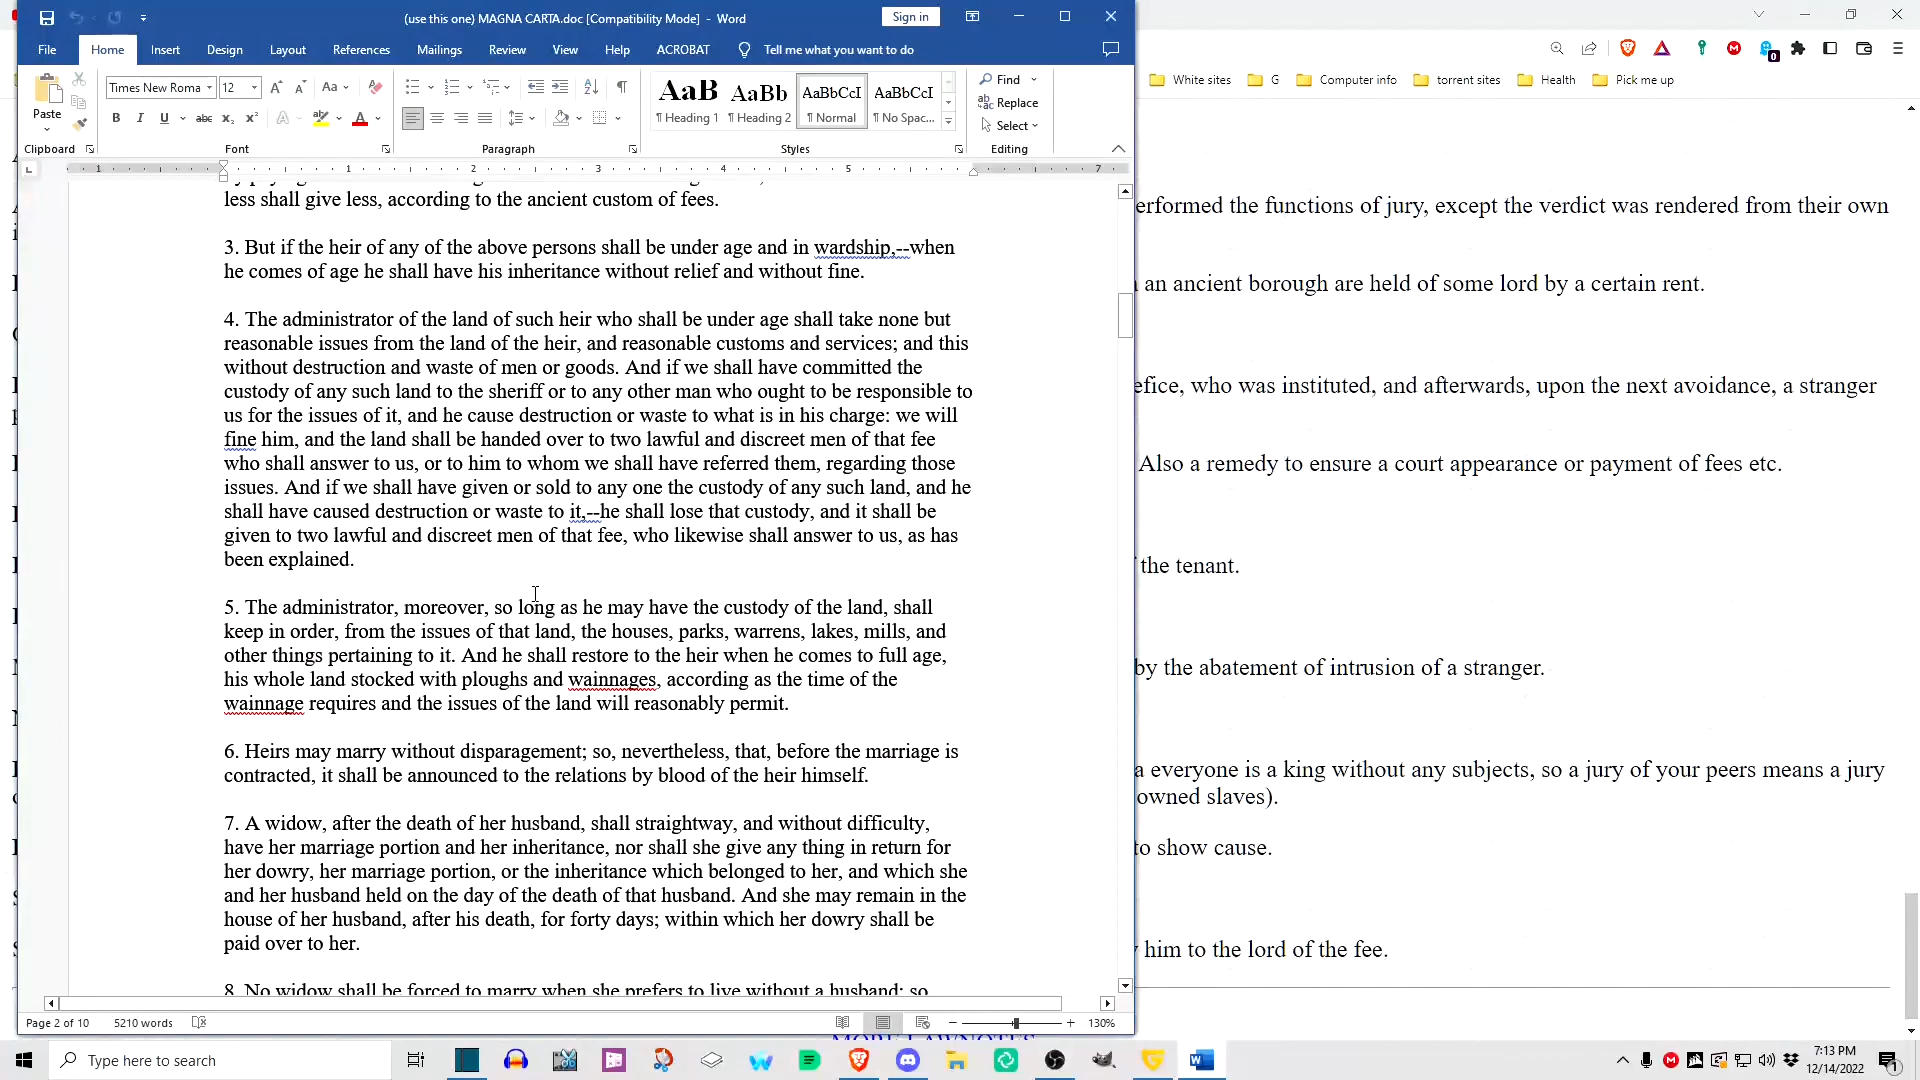 (use this one) MAGNA CARTA.doc [Compatibility Mode] - Word
Sign in
File Home Insert Design Layout References Mailings Review View Help ACROBAT Tell me what you want to do
White sites G Computer info torrent sites Health Pick me up
Paste
Times New Roma 12
AaB AaBb AaBbCcI AaBbCcI
¶ Heading 1 ¶ Heading 2 ¶ Normal ¶ No Spac...
Find
Replace
Select
Clipboard Font Paragraph Styles Editing
1 1 2 3 4 5 7
less shall give less, according to the ancient custom of fees.
3. But if the heir of any of the above persons shall be under age and in wardship,--when
he comes of age he shall have his inheritance without relief and without fine.
4. The administrator of the land of such heir who shall be under age shall take none but
reasonable issues from the land of the heir, and reasonable customs and services; and this
without destruction and waste of men or goods. And if we shall have committed the
custody of any such land to the sheriff or to any other man who ought to be responsible to
us for the issues of it, and he cause destruction or waste to what is in his charge: we will
fine him, and the land shall be handed over to two lawful and discreet men of that fee
who shall answer to us, or to him to whom we shall have referred them, regarding those
issues. And if we shall have given or sold to any one the custody of any such land, and he
shall have caused destruction or waste to it,--he shall lose that custody, and it shall be
given to two lawful and discreet men of that fee, who likewise shall answer to us, as has
been explained.
5. The administrator, moreover, so long as he may have the custody of the land, shall
keep in order, from the issues of that land, the houses, parks, warrens, lakes, mills, and
other things pertaining to it. And he shall restore to the heir when he comes to full age,
his whole land stocked with ploughs and wainnages, according as the time of the
wainnage requires and the issues of the land will reasonably permit.
6. Heirs may marry without disparagement; so, nevertheless, that, before the marriage is
contracted, it shall be announced to the relations by blood of the heir himself.
7. A widow, after the death of her husband, shall straightway, and without difficulty,
have her marriage portion and her inheritance, nor shall she give any thing in return for
her dowry, her marriage portion, or the inheritance which belonged to her, and which she
and her husband held on the day of the death of that husband. And she may remain in the
house of her husband, after his death, for forty days; within which her dowry shall be
paid over to her.
8. No widow shall be forced to marry when she prefers to live without a husband; so
erformed the functions of jury, except the verdict was rendered from their own
an ancient borough are held of some lord by a certain rent.
efice, who was instituted, and afterwards, upon the next avoidance, a stranger
Also a remedy to ensure a court appearance or payment of fees etc.
the tenant.
by the abatement of intrusion of a stranger.
a everyone is a king without any subjects, so a jury of your peers means a jury
owned slaves).
to show cause.
him to the lord of the fee.
MORE LAWNOTES
Page 2 of 10 5210 words 130%
Type here to search
7:13 PM
12/14/2022